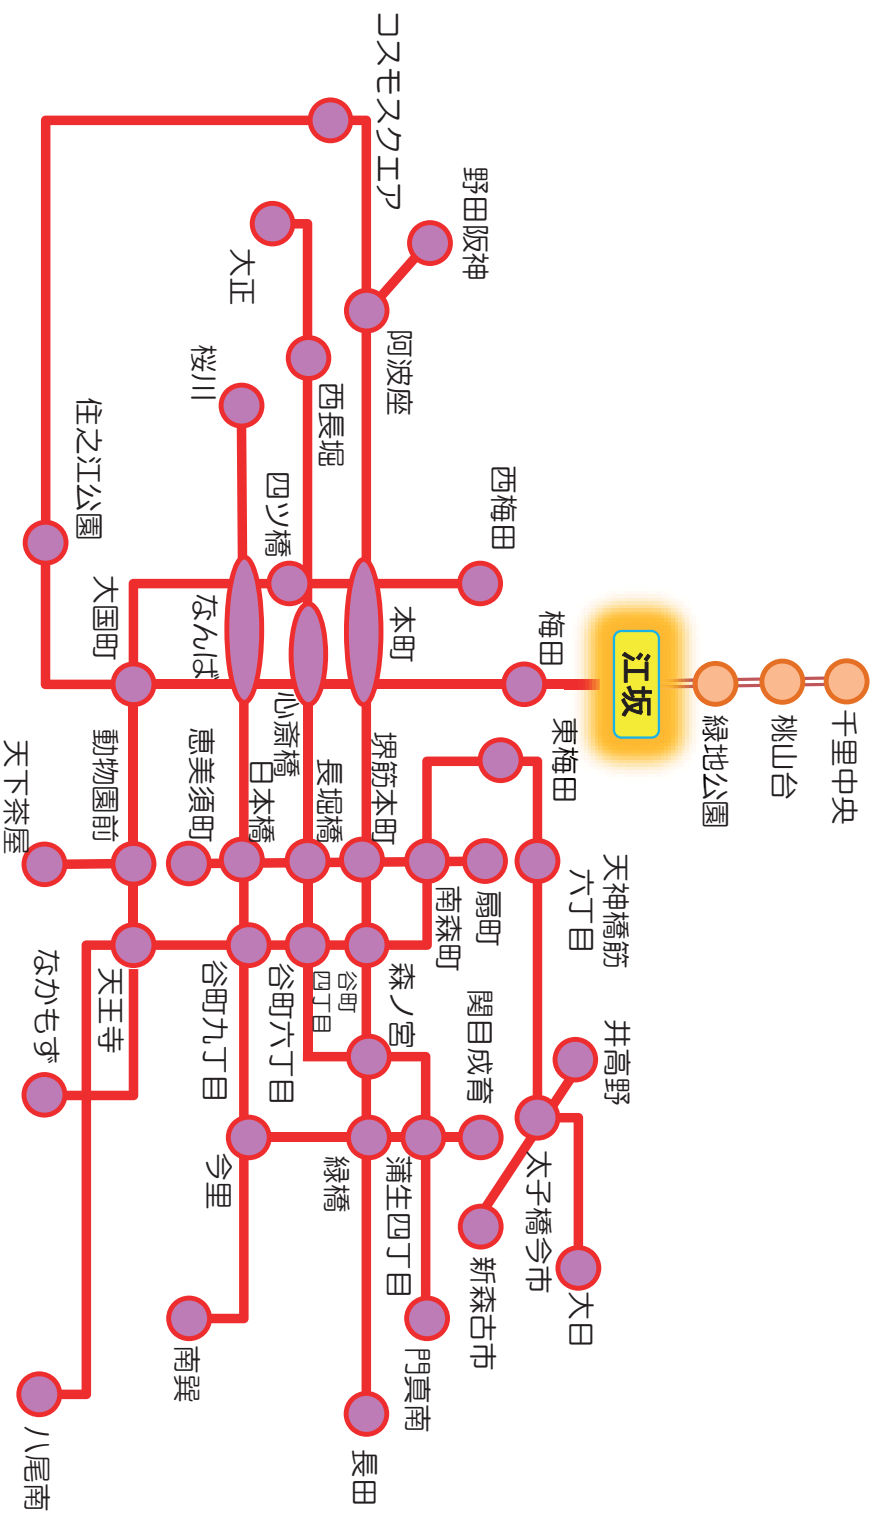 千里中央
桃山台
緑地公園
江坂
コスモスクエア
野田阪神
阿波座
大正
西長堀
桜川
住之江公園
四ツ橋
西梅田
梅田
本町
なんば
大国町
心斎橋
東梅田
天神橋筋
六丁目
堺筋本町
長堀橋
日本橋
恵美須町
動物園前
天下茶屋
扇町
南森町
森ノ宮
谷町
四丁目
谷町六丁目
谷町九丁目
天王寺
なかもず
関目成育
井高野
太子橋今市
大日
新森古市
蒲生四丁目
緑橋
今里
門真南
南巽
長田
八尾南